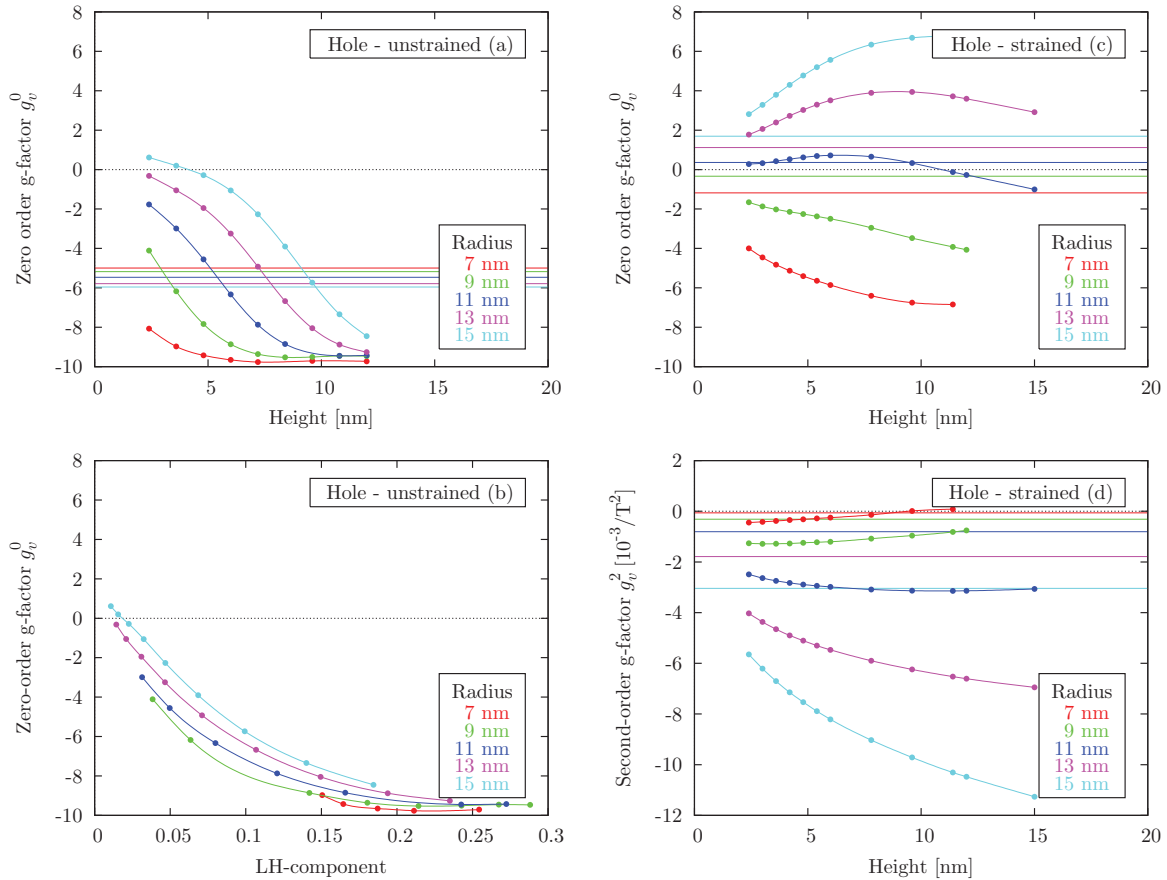 8
6
4
2
0
-2
-4
-6
-8
-10
Zero order g-factor g_v^0
Hole - unstrained (a)
Radius
7 nm
9 nm
11 nm
13 nm
15 nm
0
5
10
15
20
Height [nm]
8
6
4
2
0
-2
-4
-6
-8
-10
Zero order g-factor g_v^0
Hole - strained (c)
Radius
7 nm
9 nm
11 nm
13 nm
15 nm
0
5
10
15
20
Height [nm]
8
6
4
2
0
-2
-4
-6
-8
-10
Zero-order g-factor g_v^0
Hole - unstrained (b)
Radius
7 nm
9 nm
11 nm
13 nm
15 nm
0
0.05
0.1
0.15
0.2
0.25
0.3
LH-component
2
0
-2
-4
-6
-8
-10
-12
Second-order g-factor g_v^2 [10^-3/T^2]
Hole - strained (d)
Radius
7 nm
9 nm
11 nm
13 nm
15 nm
0
5
10
15
20
Height [nm]